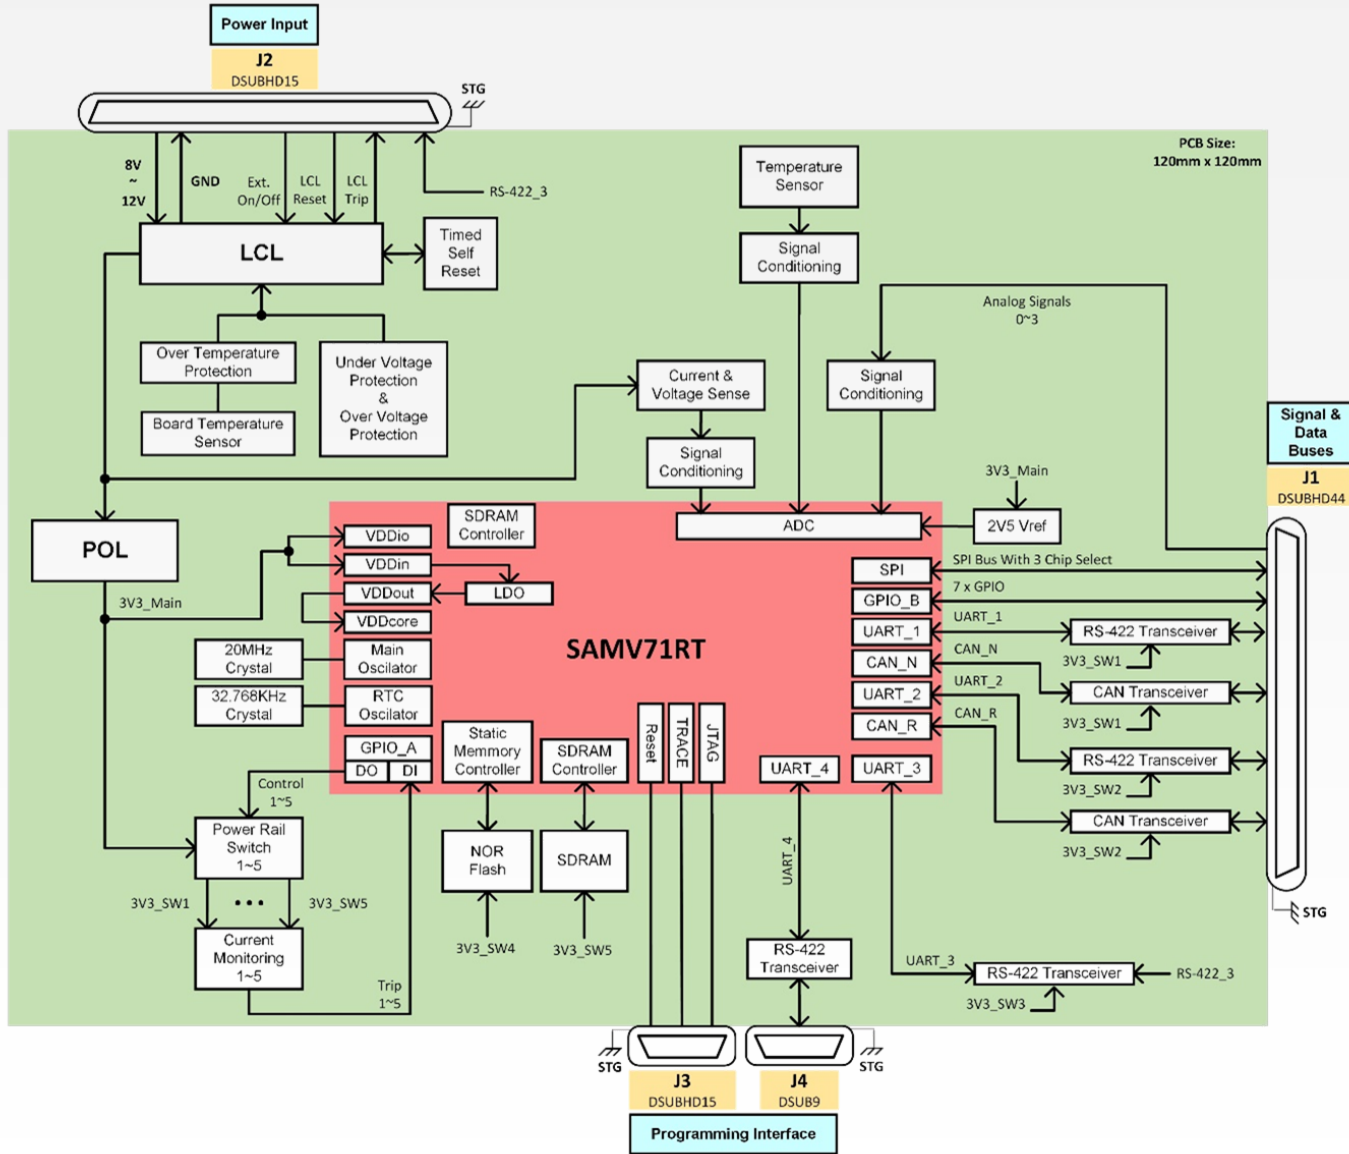 Power Input
J2
DSUBHD15
STG
PCB Size:
120mm x 120mm
8V
~
12V
GND
Ext.
On/Off
LCL
Reset
LCL
Trip
RS-422_3
LCL
Timed
Self
Reset
Temperature
Sensor
Signal
Conditioning
Analog Signals
0~3
Over Temperature
Protection
Board Temperature
Sensor
Under Voltage
Protection
&
Over Voltage
Protection
Current &
Voltage Sense
Signal
Conditioning
Signal
Conditioning
Signal &
Data
Buses
J1
DSUBHD44
3V3_Main
POL
SDRAM
Controller
ADC
2V5 Vref
VDDio
VDDin
VDDout
LDO
VDDcore
3V3_Main
SPI
SPI Bus With 3 Chip Select
GPIO_B
7 x GPIO
UART_1
UART_1
RS-422 Transceiver
3V3_SW1
CAN_N
CAN_N
CAN Transceiver
3V3_SW1
UART_2
UART_2
RS-422 Transceiver
3V3_SW2
CAN_R
CAN_R
CAN Transceiver
3V3_SW2
SAMV71RT
20MHz
Crystal
Main
Oscilator
32.768KHz
Crystal
RTC
Oscilator
GPIO_A
DO
DI
Static
Memmory
Controller
SDRAM
Controller
Reset
TRACE
JTAG
UART_4
UART_3
Control
1~5
Power Rail
Switch
1~5
NOR
Flash
SDRAM
UART_4
3V3_SW1
• • •
3V3_SW5
Current
Monitoring
1~5
3V3_SW4
3V3_SW5
RS-422
Transceiver
UART_3
RS-422 Transceiver
RS-422_3
3V3_SW3
Trip
1~5
STG
STG
STG
J3
DSUBHD15
J4
DSUB9
Programming Interface